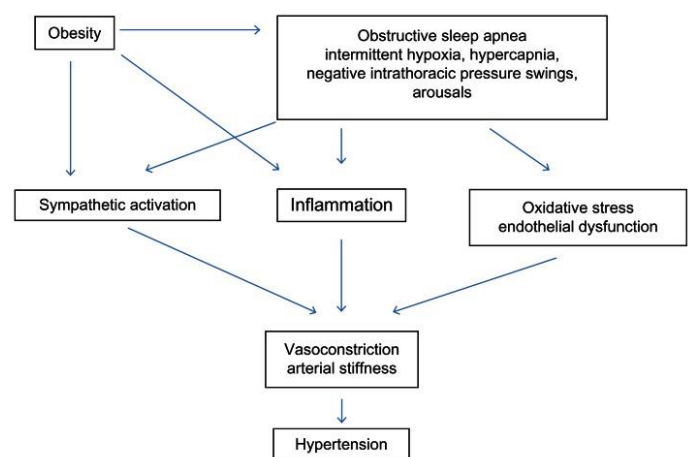 Obesity
Obstructive sleep apnea
intermittent hypoxia, hypercapnia,
negative intrathoracic pressure swings,
arousals
Sympathetic activation
Inflammation
Oxidative stress
endothelial dysfunction
Vasoconstriction
arterial stiffness
Hypertension